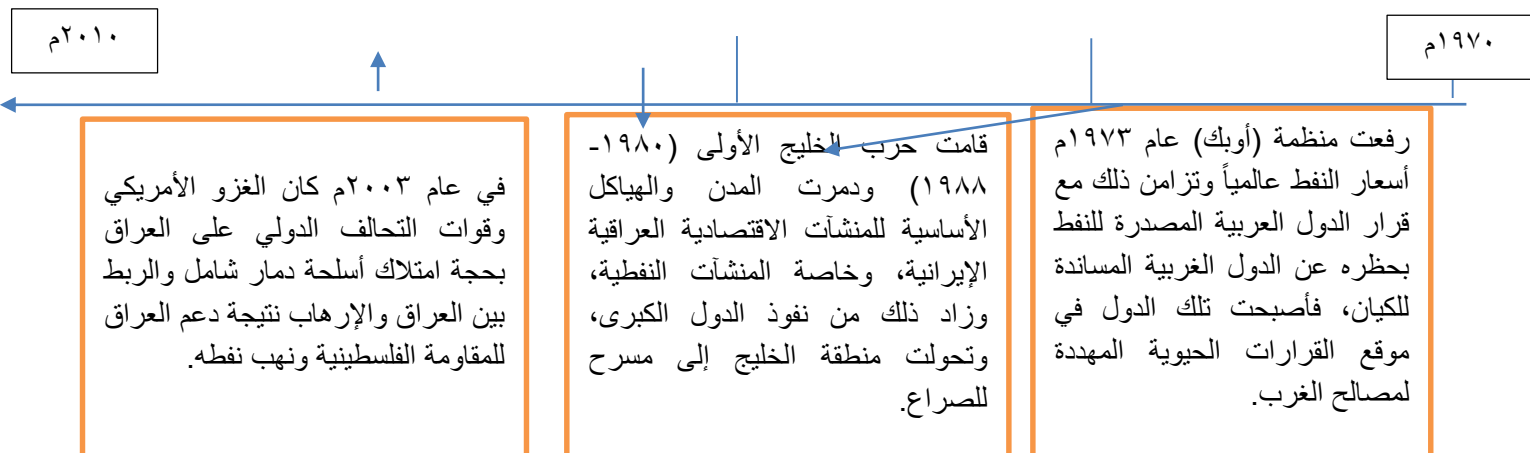 ١٩٧٠م
٢٠١٠م
رفعت منظمة (أوبك) عام ١٩٧٣م
أسعار النفط عالمياً وتزامن ذلك مع
قرار الدول العربية المصدرة للنفط
بحظره عن الدول الغربية المساندة
للكيان، فأصبحت تلك الدول في
موقع القرارات الحيوية المهددة
لمصالح الغرب.
قامت حرب الخليج الأولى (١٩٨٠-
١٩٨٨) ودمرت المدن والهياكل
الأساسية للمنشآت الاقتصادية العراقية
الإيرانية، وخاصة المنشآت النفطية،
وزاد ذلك من نفوذ الدول الكبرى،
وتحولت منطقة الخليج إلى مسرح
للصراع.
في عام ٢٠٠٣م كان الغزو الأمريكي
وقوات التحالف الدولي على العراق
بحجة امتلاك أسلحة دمار شامل والربط
بين العراق والإرهاب نتيجة دعم العراق
للمقاومة الفلسطينية ونهب نفطه.